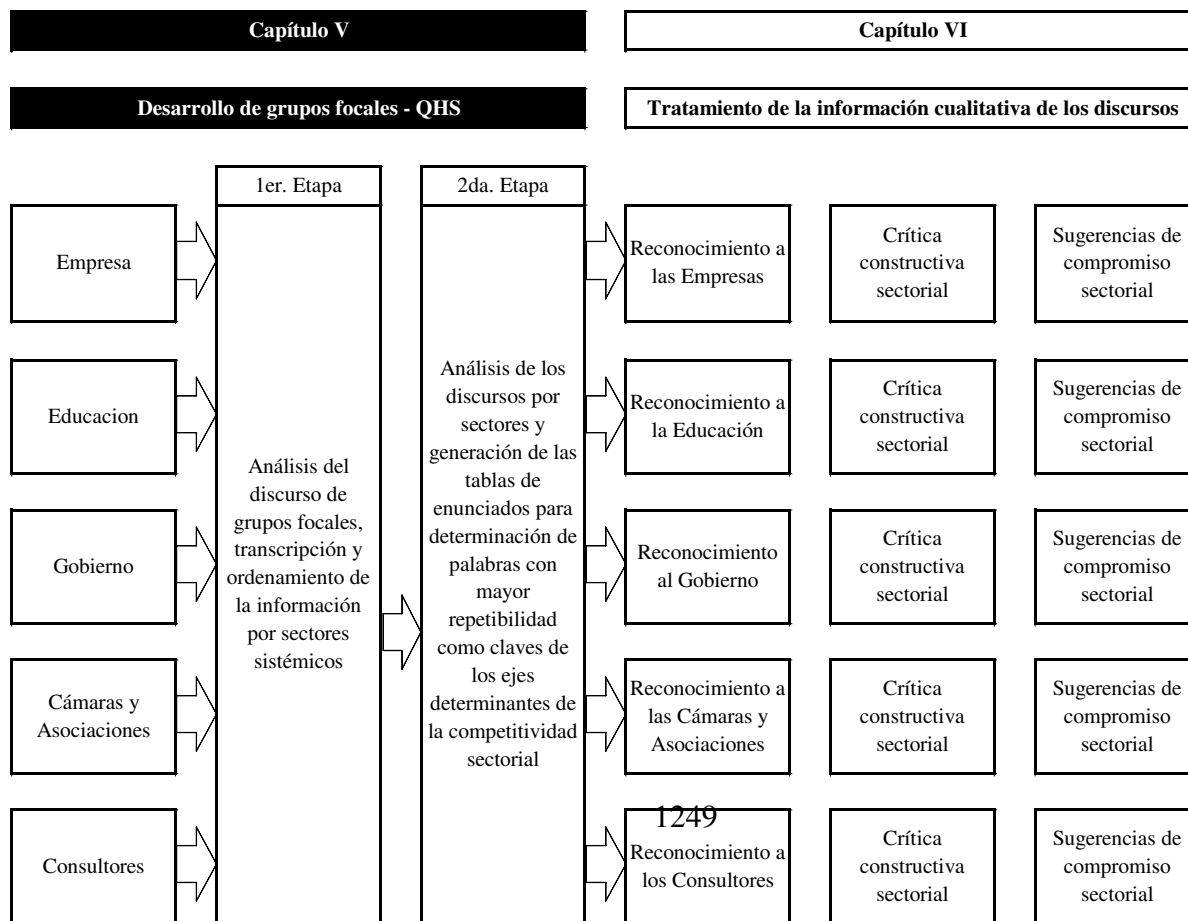 Capítulo V
Capítulo VI
Desarrollo de grupos focales - QHS
Tratamiento de la información cualitativa de los discursos
1er. Etapa
2da. Etapa
Empresa
Educacion
Gobierno
Cámaras y
Asociaciones
Consultores
Análisis del
discurso de
grupos focales,
transcripción y
ordenamiento de
la información
por sectores
sistémicos
Análisis de los
discursos por
sectores y
generación de las
tablas de
enunciados para
determinación de
palabras con
mayor
repetibilidad
como claves de
los ejes
determinantes de
la competitividad
sectorial
Reconocimiento a
las Empresas
Crítica
constructiva
sectorial
Sugerencias de
compromiso
sectorial
Reconocimiento a
la Educación
Crítica
constructiva
sectorial
Sugerencias de
compromiso
sectorial
Reconocimiento
al Gobierno
Crítica
constructiva
sectorial
Sugerencias de
compromiso
sectorial
Reconocimiento a
las Cámaras y
Asociaciones
Crítica
constructiva
sectorial
Sugerencias de
compromiso
sectorial
1249
Reconocimiento a
los Consultores
Crítica
constructiva
sectorial
Sugerencias de
compromiso
sectorial